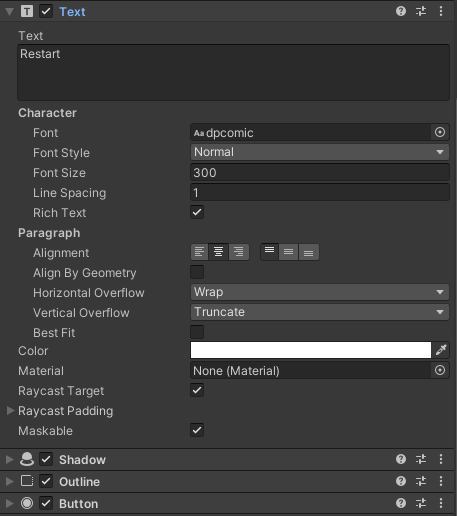 Text
Text
Restart
Character
Font
Aa dpcomic
Font Style
Normal
Font Size
300
Line Spacing
1
Rich Text
Paragraph
Alignment
Align By Geometry
Horizontal Overflow
Wrap
Vertical Overflow
Truncate
Best Fit
Color
Material
None (Material)
Raycast Target
Raycast Padding
Maskable
Shadow
Outline
Button